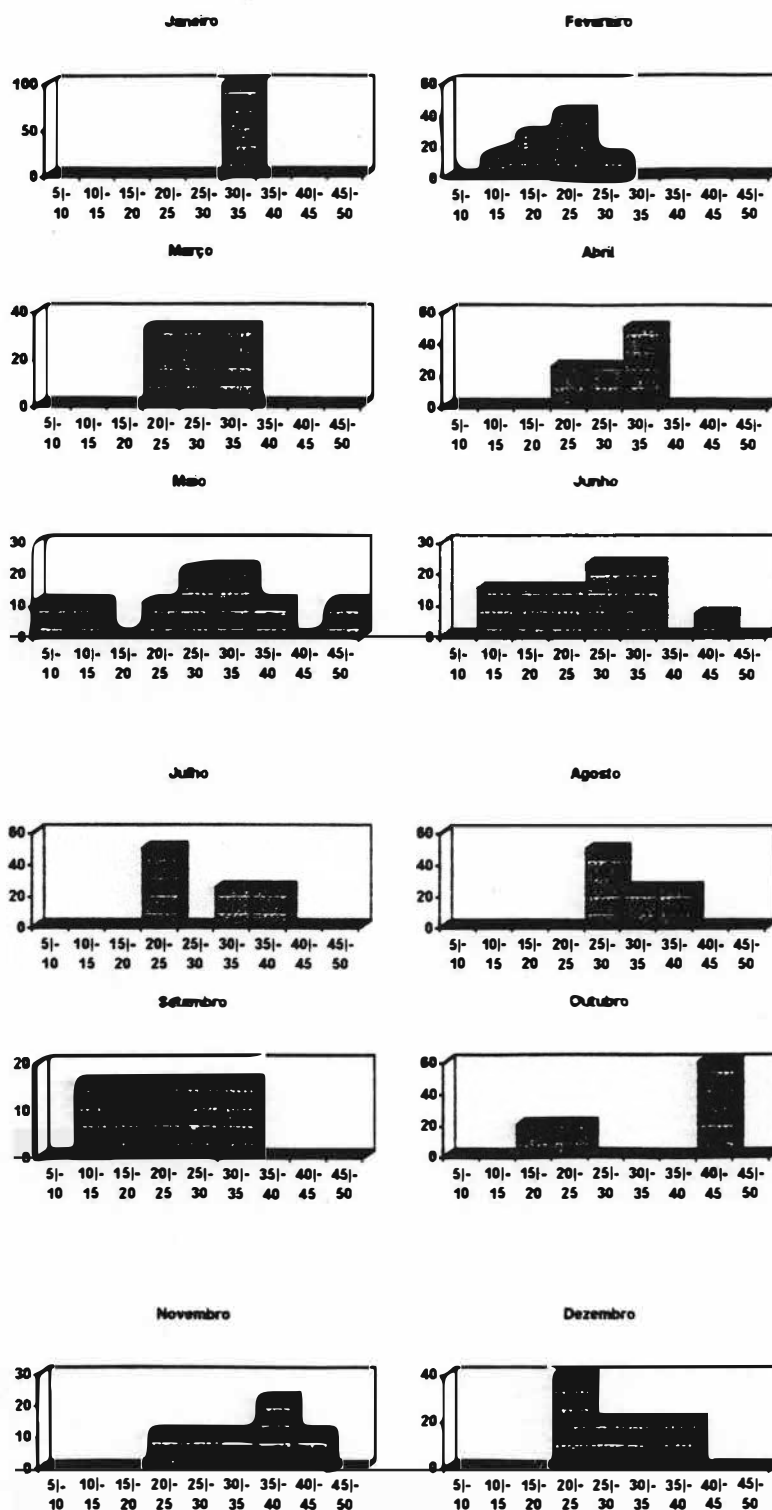 Janeiro Fevereiro
100 60
50 40
0 20
0
5|- 10|- 15|- 20|- 25|- 30|- 35|- 40|- 45|- 5|- 10|- 15|- 20|- 25|- 30|- 35|- 40|- 45|-
10 15 20 25 30 35 40 45 50 10 15 20 25 30 35 40 45 50
Março Abril
40 60
20 40
0 20
0
5|- 10|- 15|- 20|- 25|- 30|- 35|- 40|- 45|- 5|- 10|- 15|- 20|- 25|- 30|- 35|- 40|- 45|-
10 15 20 25 30 35 40 45 50 10 15 20 25 30 35 40 45 50
Maio Junho
30 30
20 20
10 10
0 0
5|- 10|- 15|- 20|- 25|- 30|- 35|- 40|- 45|- 5|- 10|- 15|- 20|- 25|- 30|- 35|- 40|- 45|-
10 15 20 25 30 35 40 45 50 10 15 20 25 30 35 40 45 50
Julho Agosto
60 60
40 40
20 20
0 0
5|- 10|- 15|- 20|- 25|- 30|- 35|- 40|- 45|- 5|- 10|- 15|- 20|- 25|- 30|- 35|- 40|- 45|-
10 15 20 25 30 35 40 45 50 10 15 20 25 30 35 40 45 50
Setembro Outubro
20 60
10 40
0 20
0
5|- 10|- 15|- 20|- 25|- 30|- 35|- 40|- 45|- 5|- 10|- 15|- 20|- 25|- 30|- 35|- 40|- 45|-
10 15 20 25 30 35 40 45 50 10 15 20 25 30 35 40 45 50
Novembro Dezembro
30 40
20 20
10 0
0
5|- 10|- 15|- 20|- 25|- 30|- 35|- 40|- 45|- 5|- 10|- 15|- 20|- 25|- 30|- 35|- 40|- 45|-
10 15 20 25 30 35 40 45 50 10 15 20 25 30 35 40 45 50